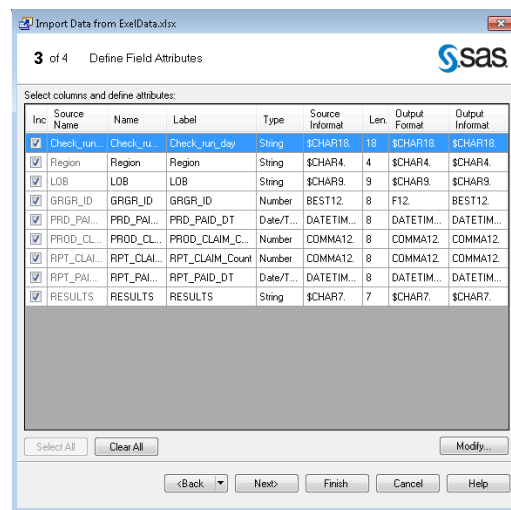 Import Data from ExelData.xlsx
3 of 4 Define Field Attributes
sas
Select columns and define attributes:
Inc Source Name Name Label Type Source Informat Len. Output Format Output Informat
Check_run... Check_ru... Check_run_day String $CHAR18. 18 $CHAR18. $CHAR18.
Region Region Region String $CHAR4. 4 $CHAR4. $CHAR4.
LOB LOB LOB String $CHAR9. 9 $CHAR9. $CHAR9.
GRGR_ID GRGR_ID GRGR_ID Number BEST12. 8 F12. BEST12.
PRD_PAI... PRD_PAI... PRD_PAID_DT Date/T... DATETIM... 8 DATETIM... DATETIM...
PROD_CL... PROD_CL... PROD_CLAIM_C... Number COMMA12. 8 COMMA12. COMMA12.
RPT_CLAI... RPT_CLAI... RPT_CLAIM_Count Number COMMA12. 8 COMMA12. COMMA12.
RPT_PAI... RPT_PAI... RPT_PAID_DT Date/T... DATETIM... 8 DATETIM... DATETIM...
RESULTS RESULTS RESULTS String $CHAR7. 7 $CHAR7. $CHAR7.
Select All Clear All Modify...
<Back Next> Finish Cancel Help